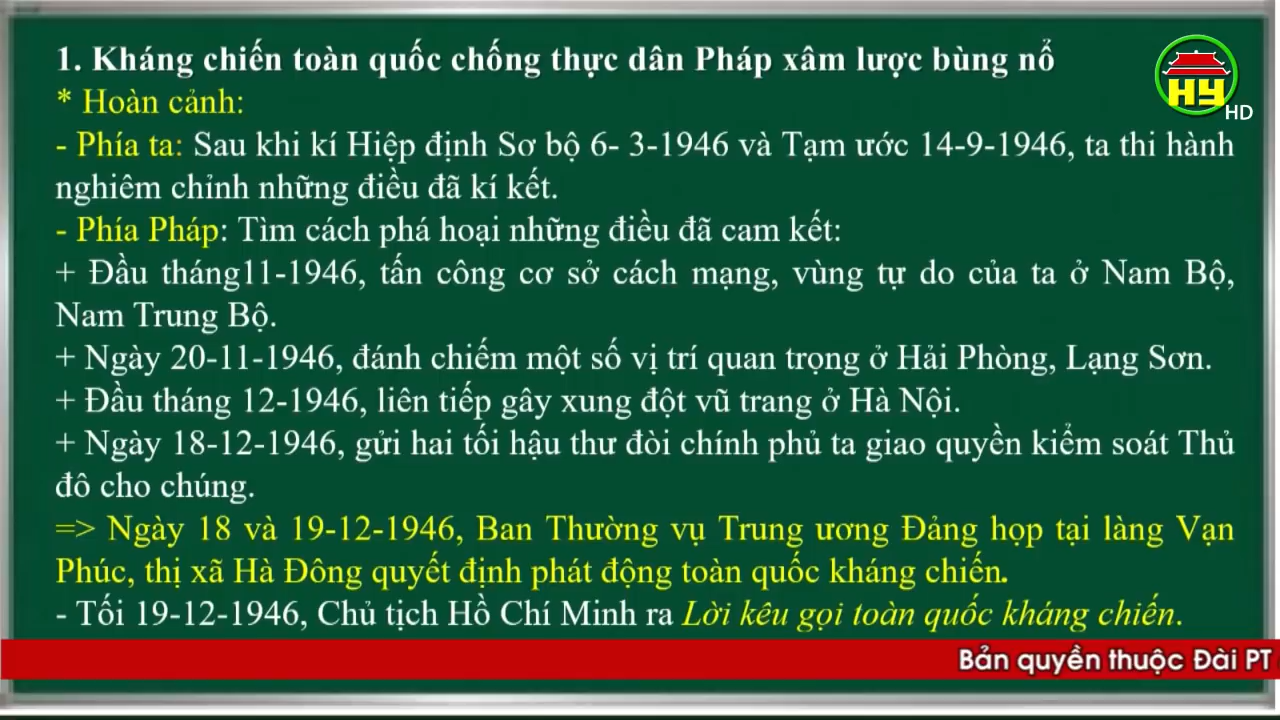 1. Kháng chiến toàn quốc chống thực dân Pháp xâm lược bùng nổ
* Hoàn cảnh:
- Phía ta: Sau khi kí Hiệp định Sơ bộ 6- 3-1946 và Tạm ước 14-9-1946, ta thi hành
nghiêm chỉnh những điều đã kí kết.
- Phía Pháp: Tìm cách phá hoại những điều đã cam kết:
+ Đầu tháng11-1946, tấn công cơ sở cách mạng, vùng tự do của ta ở Nam Bộ,
Nam Trung Bộ.
+ Ngày 20-11-1946, đánh chiếm một số vị trí quan trọng ở Hải Phòng, Lạng Sơn.
+ Đầu tháng 12-1946, liên tiếp gây xung đột vũ trang ở Hà Nội.
+ Ngày 18-12-1946, gửi hai tối hậu thư đòi chính phủ ta giao quyền kiểm soát Thủ
đô cho chúng.
=> Ngày 18 và 19-12-1946, Ban Thường vụ Trung ương Đảng họp tại làng Vạn
Phúc, thị xã Hà Đông quyết định phát động toàn quốc kháng chiến.
- Tối 19-12-1946, Chủ tịch Hồ Chí Minh ra Lời kêu gọi toàn quốc kháng chiến.
HY
HD
Bản quyền thuộc Đài PT